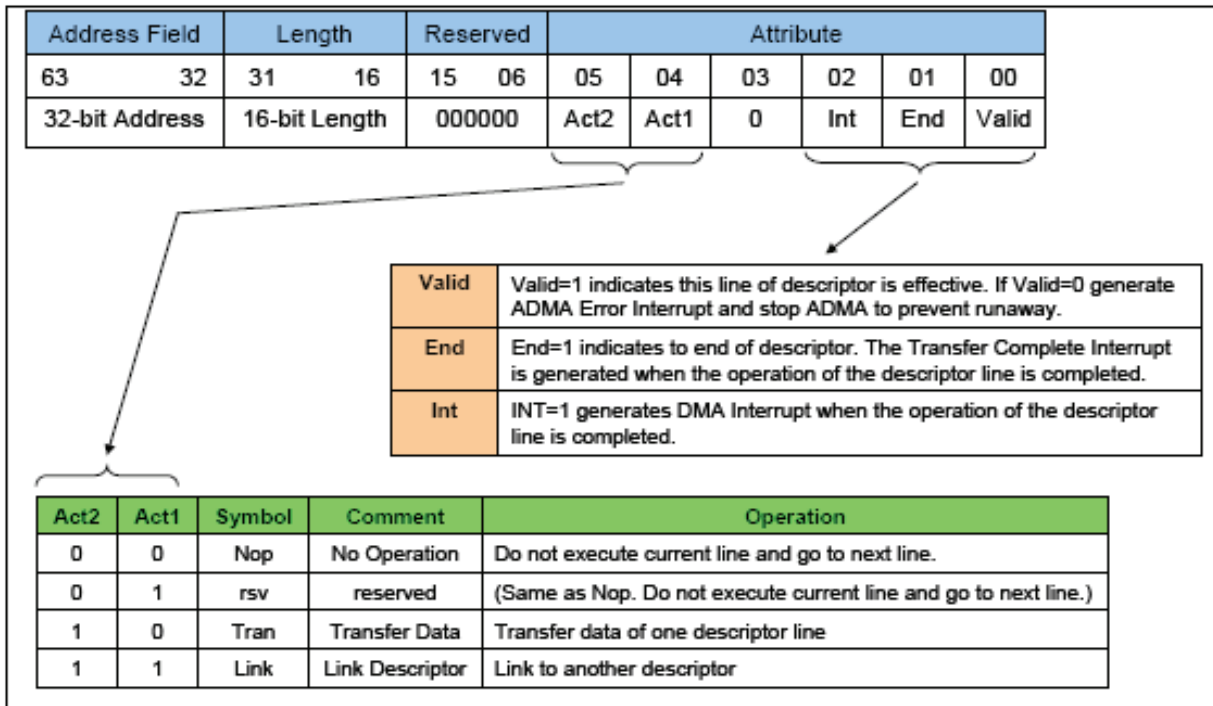 Address Field Length Reserved Attribute
63 32 31 16 15 06 05 04 03 02 01 00
32-bit Address 16-bit Length 000000 Act2 Act1 0 Int End Valid
Valid Valid=1 indicates this line of descriptor is effective. If Valid=0 generate
ADMA Error Interrupt and stop ADMA to prevent runaway.
End End=1 indicates to end of descriptor. The Transfer Complete Interrupt
is generated when the operation of the descriptor line is completed.
Int INT=1 generates DMA Interrupt when the operation of the descriptor
line is completed.
Act2 Act1 Symbol Comment Operation
0 0 Nop No Operation Do not execute current line and go to next line.
0 1 rsv reserved (Same as Nop. Do not execute current line and go to next line.)
1 0 Tran Transfer Data Transfer data of one descriptor line
1 1 Link Link Descriptor Link to another descriptor